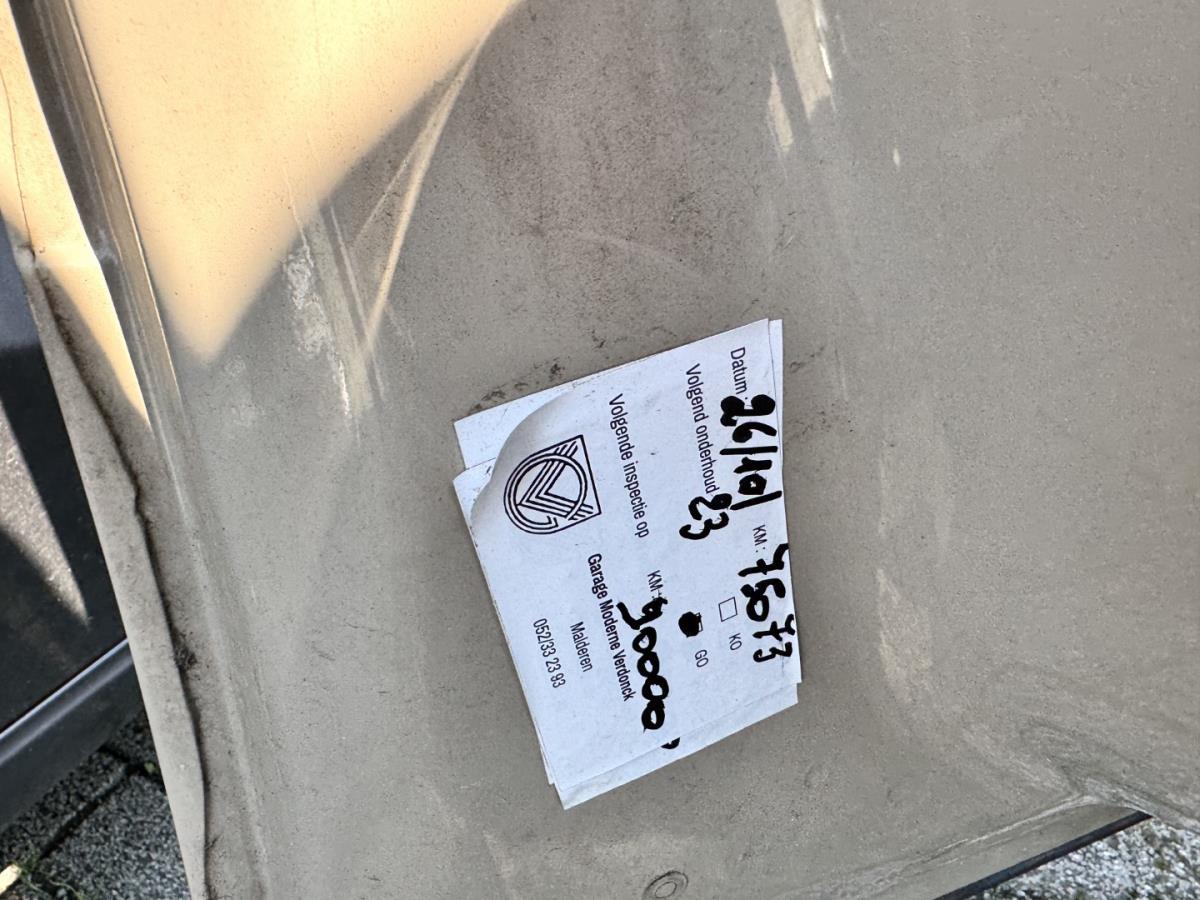 Datum: 26/10/ KM: 75073
Volgend onderhoud 23
KO
GO
Volgende inspectie op KM: 90000
Garage Moderne Verdonck
Malderen
052/33 23 93